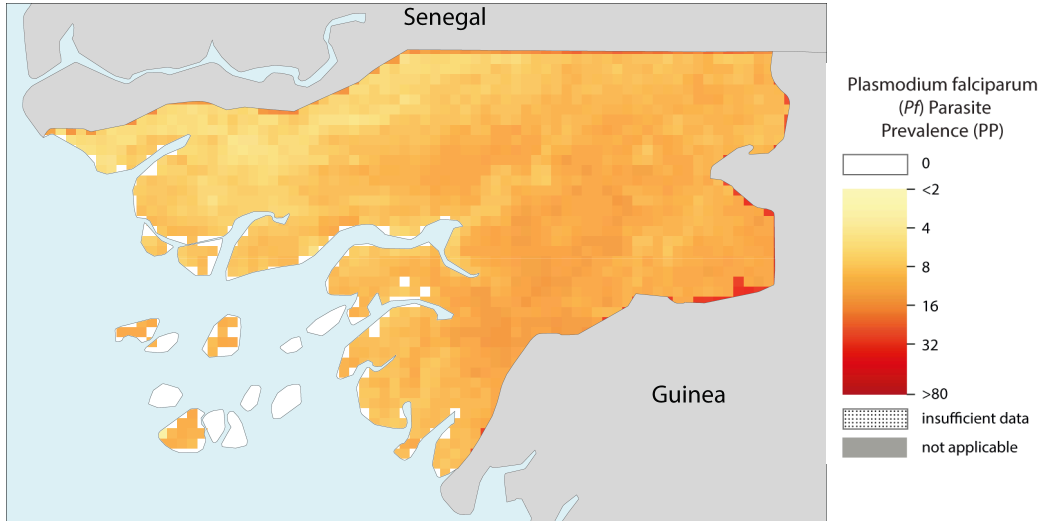 Senegal
Guinea
Plasmodium falciparum
(Pf) Parasite
Prevalence (PP)
0
<2
4
8
16
32
>80
insufficient data
not applicable